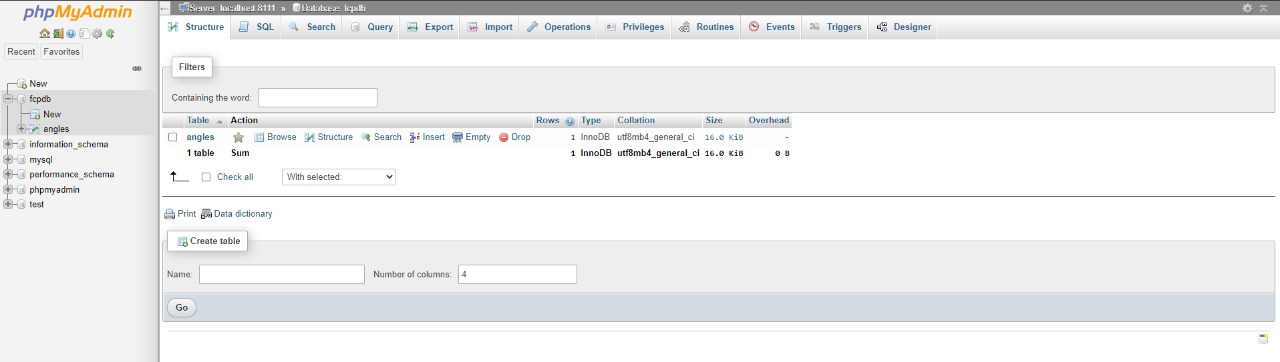 phpMyAdmin
Recent Favorites
New
fcpdb
New
angles
information_schema
mysql
performance_schema
phpmyadmin
test
Server: localhost:8111 » Database: fcpdb
Structure SQL Search Query Export Import Operations Privileges Routines Events Triggers Designer
Filters
Containing the word:
Table Action Rows Type Collation Size Overhead
angles Browse Structure Search Insert Empty Drop 1 InnoDB utf8mb4_general_ci 16.0 KiB -
1 table Sum 1 InnoDB utf8mb4_general_ci 16.0 KiB 0 B
Check all With selected:
Print Data dictionary
Create table
Name: Number of columns: 4
Go